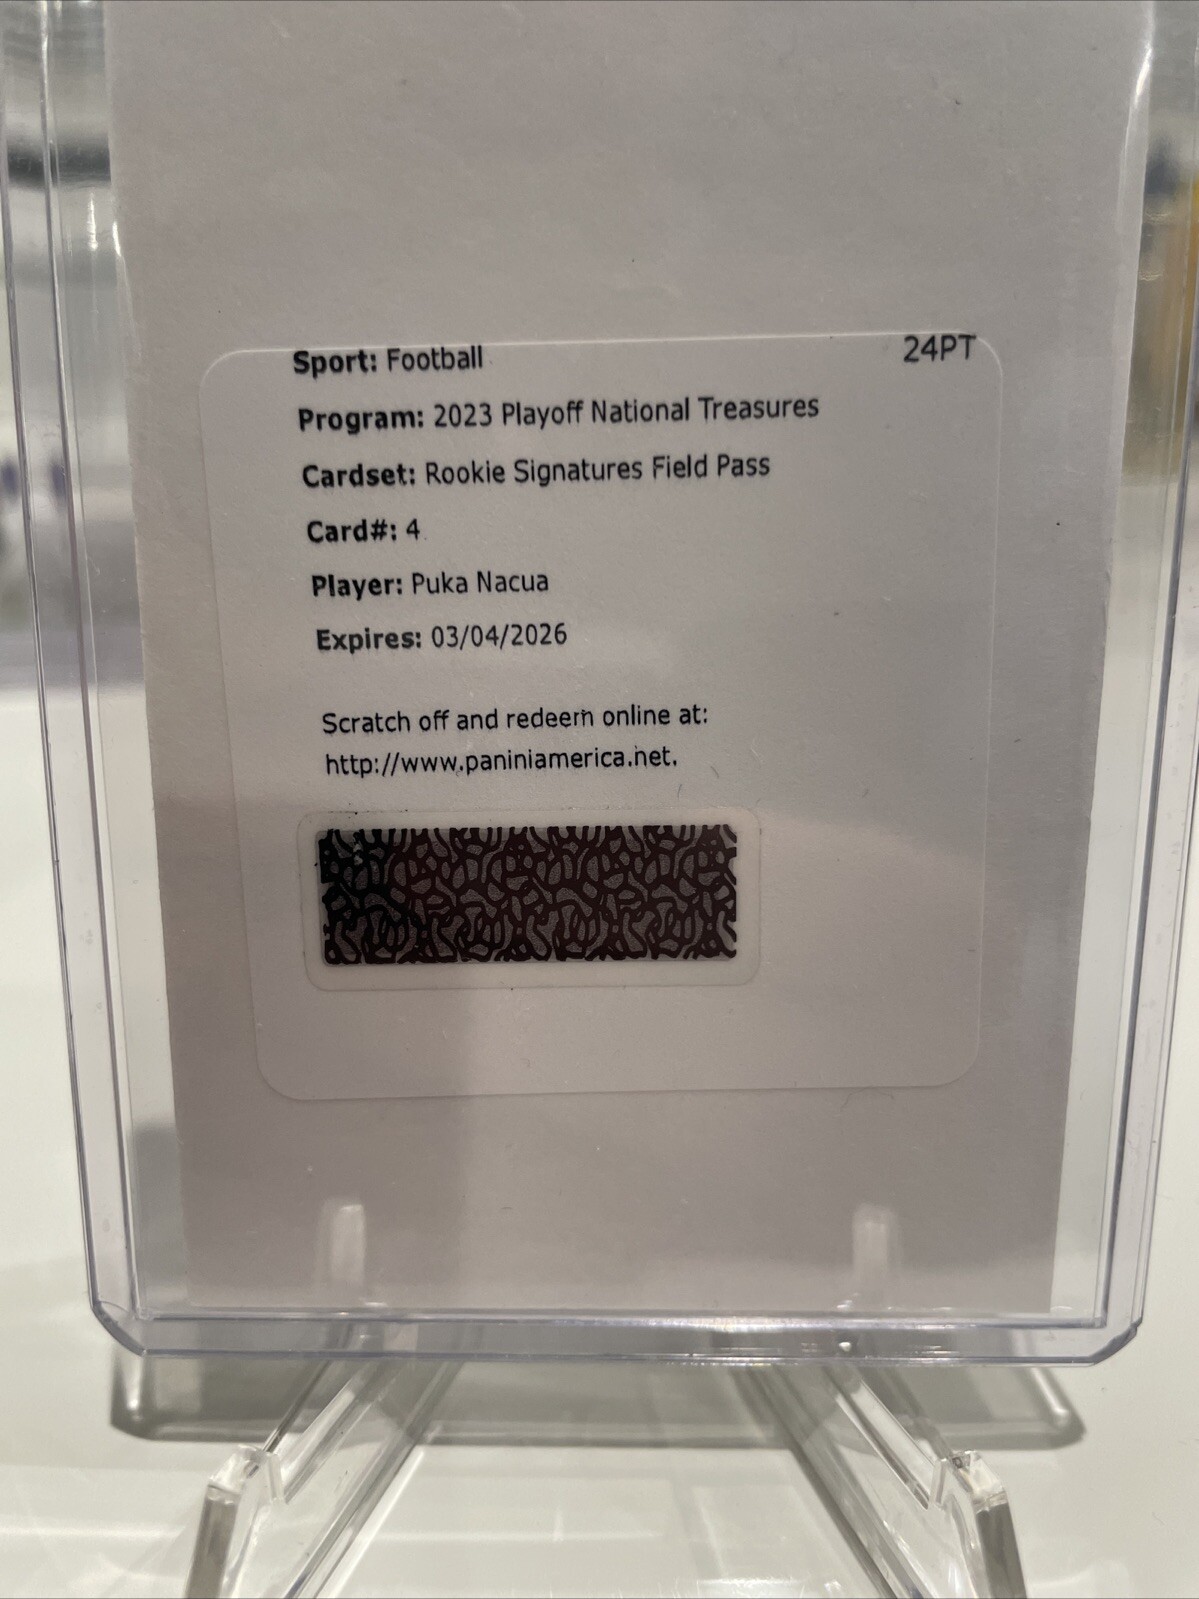 Sport: Football 24PT
Program: 2023 Playoff National Treasures
Cardset: Rookie Signatures Field Pass
Card#: 4
Player: Puka Nacua
Expires: 03/04/2026
Scratch off and redeem online at:
http://www.paniniamerica.net.